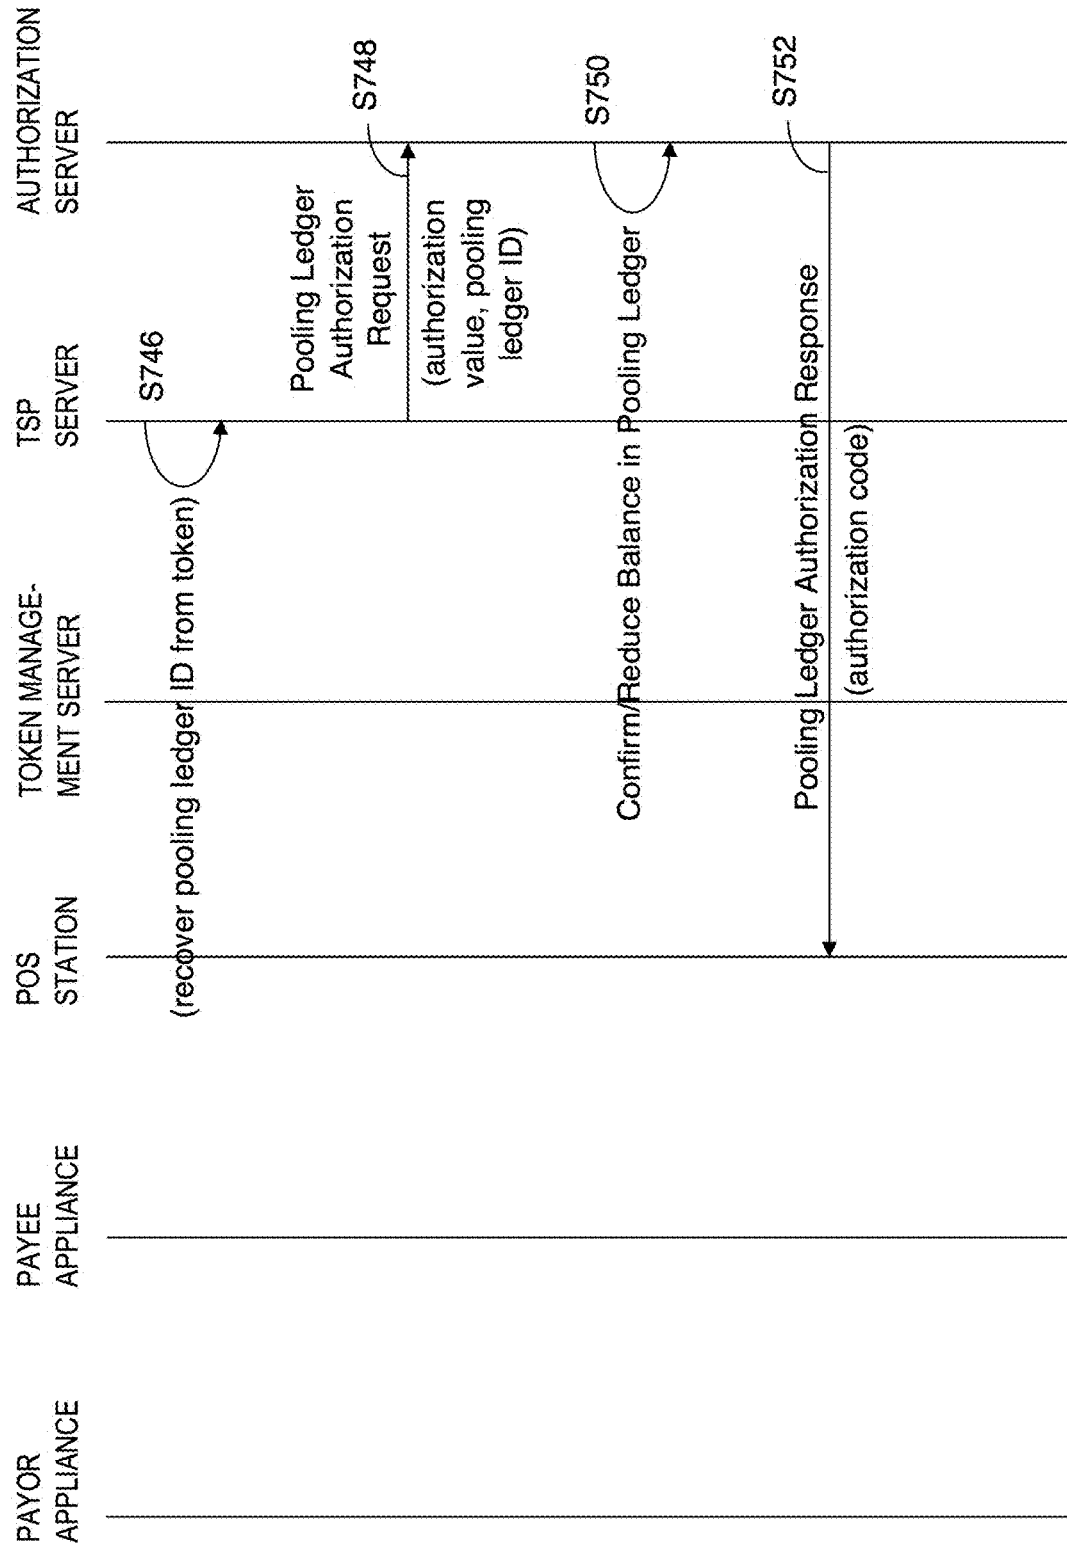 PAYOR
APPLIANCE
PAYEE
APPLIANCE
POS
STATION
TOKEN MANAGE-
MENT SERVER
TSP
SERVER
AUTHORIZATION
SERVER
S746
(recover pooling ledger ID from token)
Pooling Ledger
Authorization
Request
S748
(authorization
value, pooling
ledger ID)
S750
Confirm/Reduce Balance in Pooling Ledger
S752
Pooling Ledger Authorization Response
(authorization code)